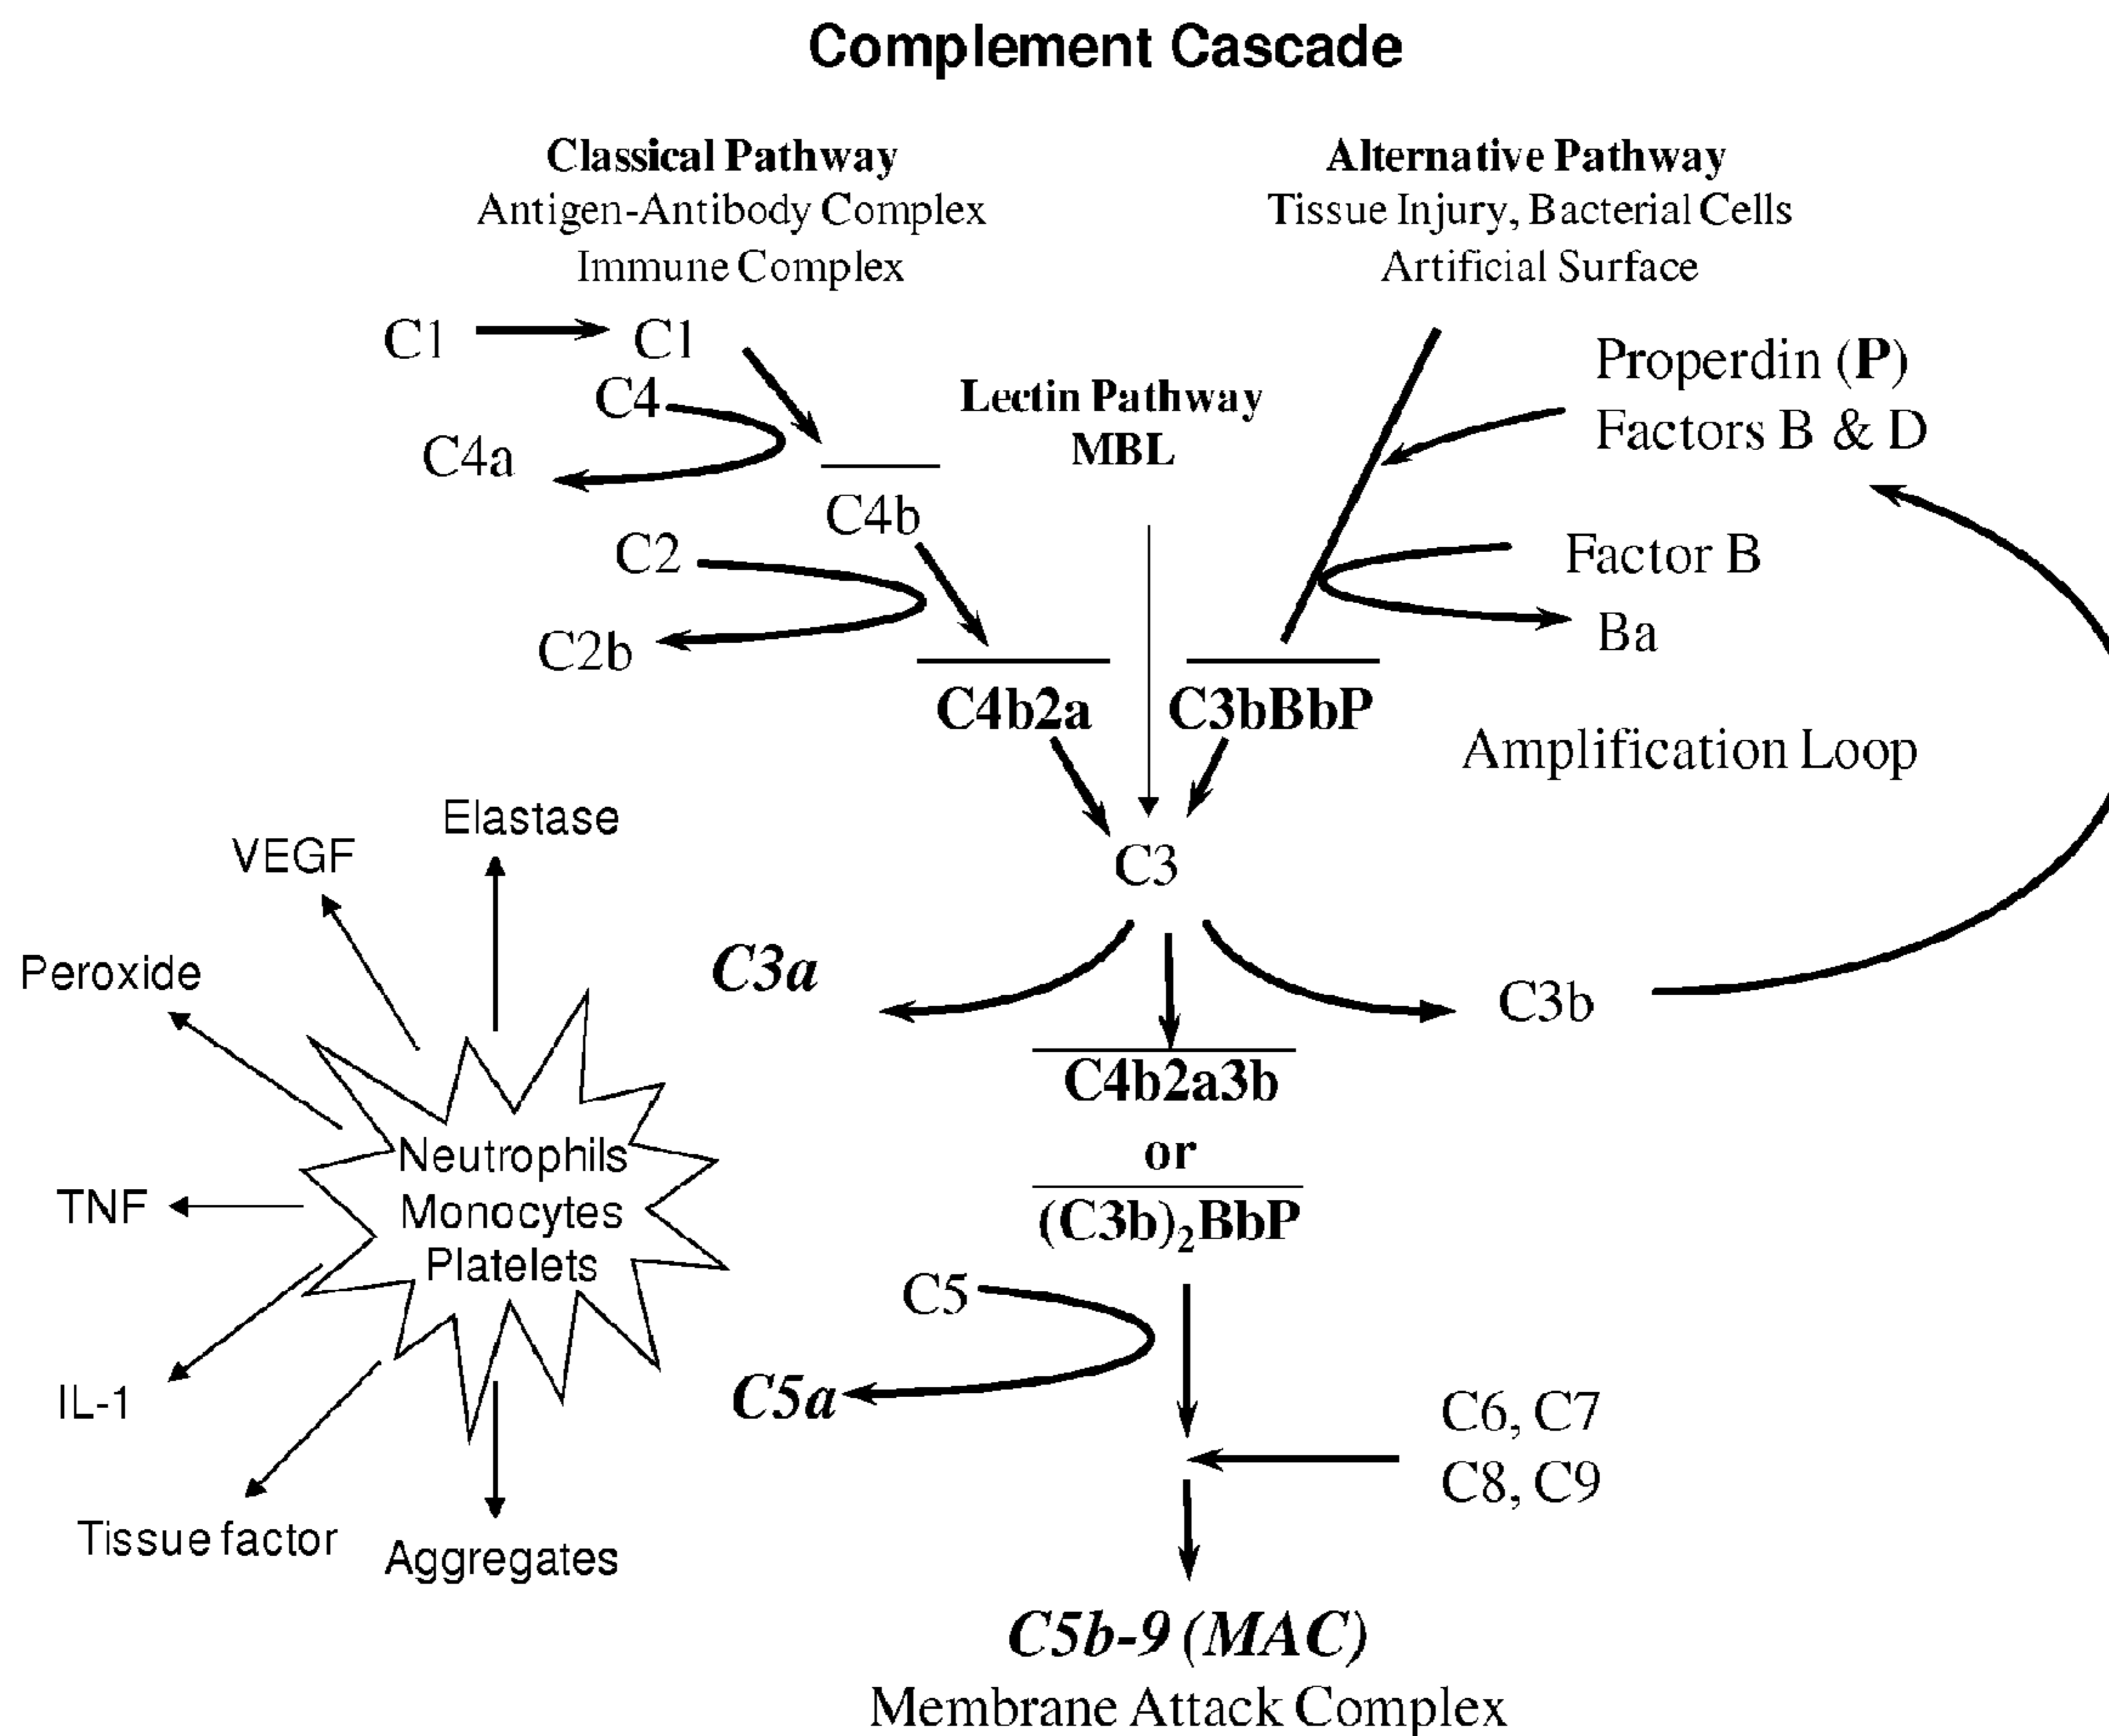 Complement Cascade
Classical Pathway
Antigen-Antibody Complex
Immune Complex
Alternative Pathway
Tissue Injury, Bacterial Cells
Artificial Surface
C1
C1
C4
C4a
C4b
C2
C2b
Lectin Pathway
MBL
Properdin (P)
Factors B & D
Factor B
Ba
C4b2a
C3bBbP
Amplification Loop
C3
C3a
C3b
C4b2a3b
or
(C3b)₂BbP
C5
C5a
C6, C7
C8, C9
C5b-9 (MAC)
Membrane Attack Complex
Elastase
VEGF
Peroxide
TNF
IL-1
Tissue factor
Aggregates
Neutrophils
Monocytes
Platelets